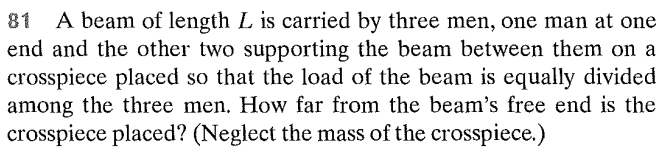 81 A beam of length L is carried by three men, one man at one
end and the other two supporting the beam between them on a
crosspiece placed so that the load of the beam is equally divided
among the three men. How far from the beam's free end is the
crosspiece placed? (Neglect the mass of the crosspiece.)